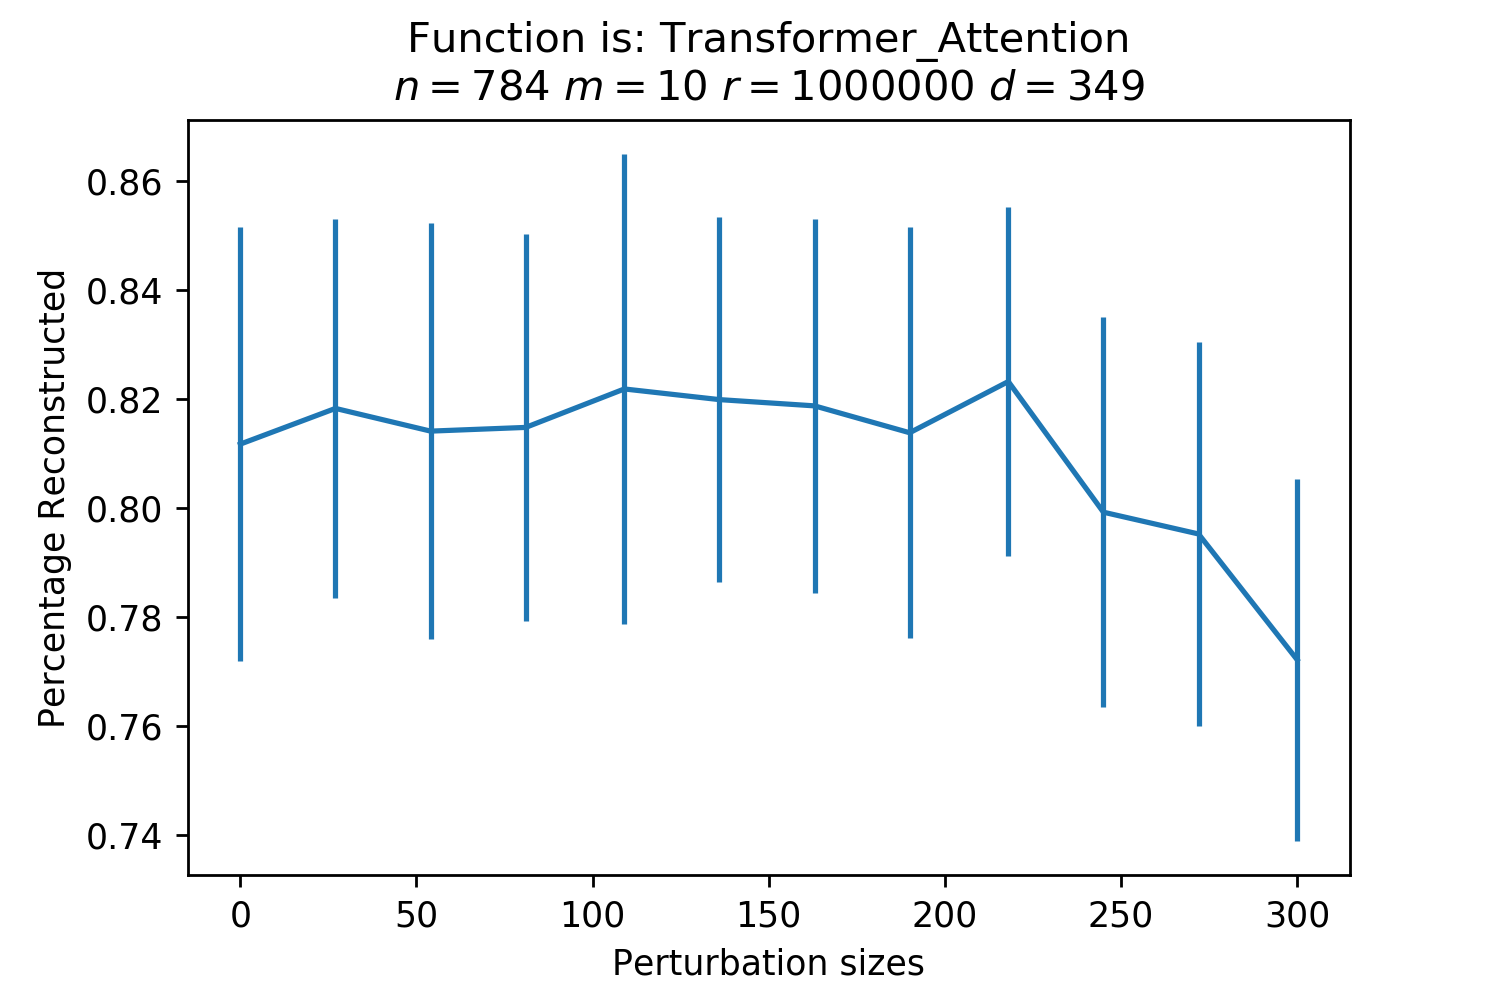 Function is: Transformer_Attention
n = 784 m = 10 r = 1000000 d = 349
Percentage Reconstructed
0.86
0.84
0.82
0.80
0.78
0.76
0.74
0 50 100 150 200 250 300
Perturbation sizes